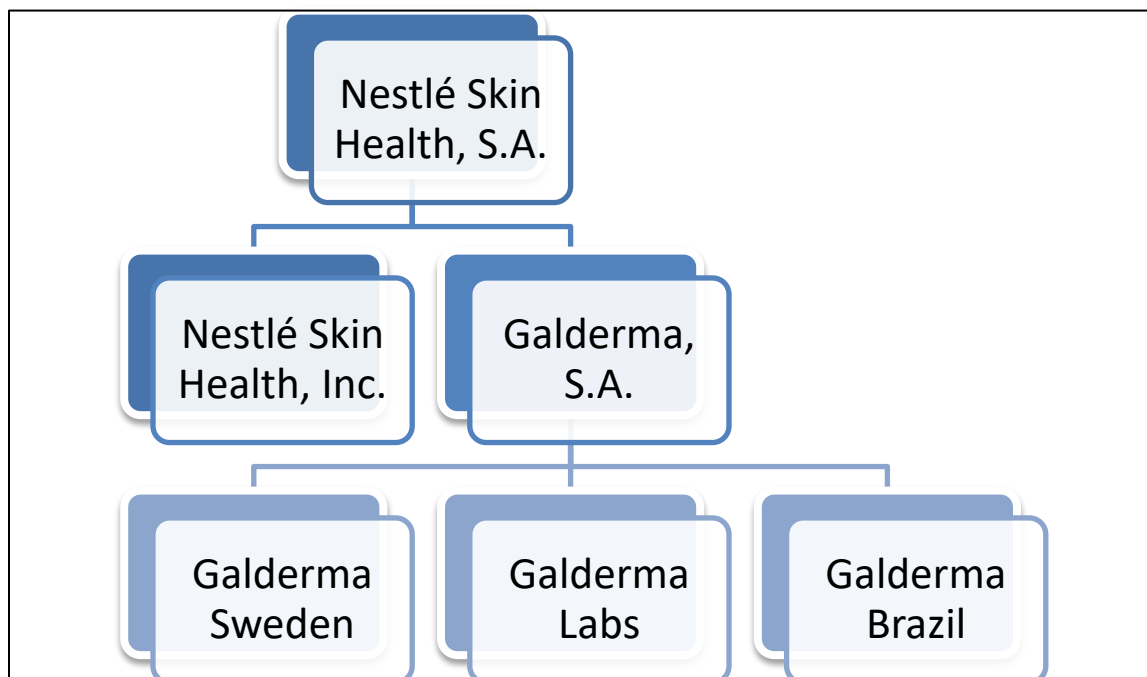 Nestlé Skin
Health, S.A.
Nestlé Skin
Health, Inc.
Galderma,
S.A.
Galderma
Sweden
Galderma
Labs
Galderma
Brazil